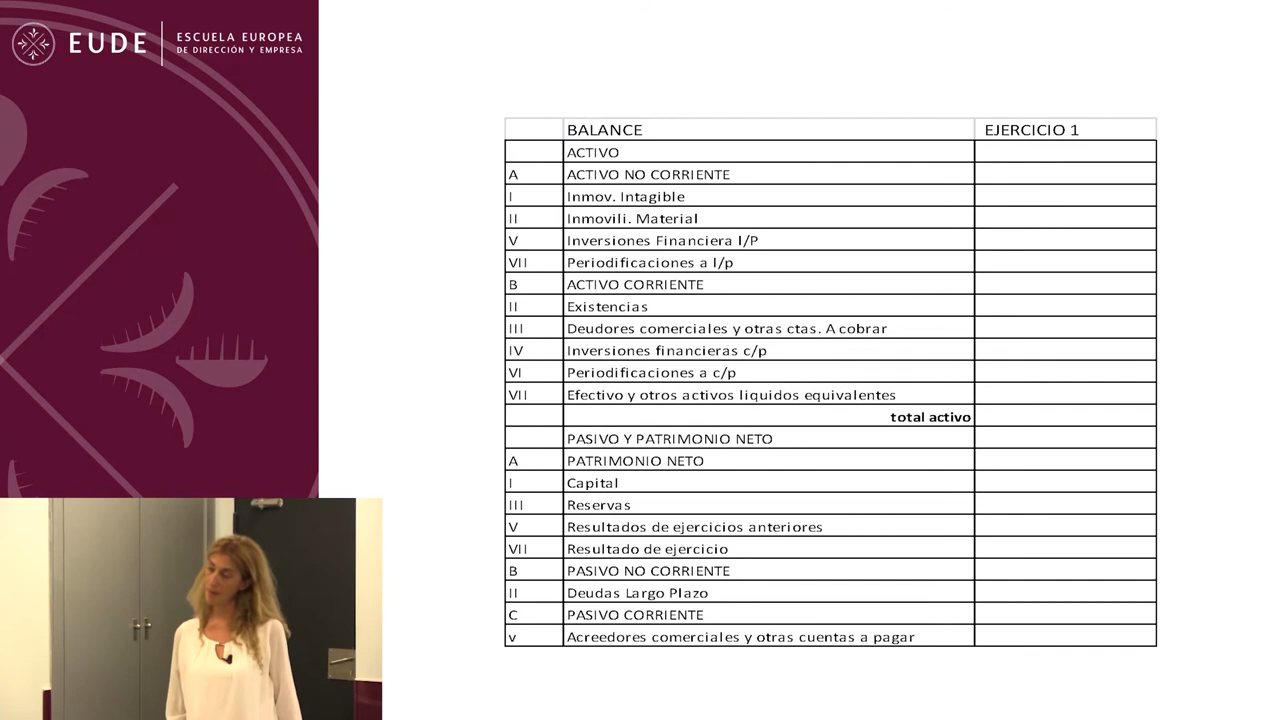 EUDE
ESCUELA EUROPEA
DE DIRECCIÓN Y EMPRESA
BALANCE EJERCICIO 1
ACTIVO
A ACTIVO NO CORRIENTE
I Inmov. Intagible
II Inmovili. Material
V Inversiones Financiera l/P
VII Periodificaciones a l/p
B ACTIVO CORRIENTE
II Existencias
III Deudores comerciales y otras ctas. A cobrar
IV Inversiones financieras c/p
VI Periodificaciones a c/p
VII Efectivo y otros activos liquidos equivalentes
total activo
PASIVO Y PATRIMONIO NETO
A PATRIMONIO NETO
I Capital
III Reservas
V Resultados de ejercicios anteriores
VII Resultado de ejercicio
B PASIVO NO CORRIENTE
II Deudas Largo Plazo
C PASIVO CORRIENTE
v Acreedores comerciales y otras cuentas a pagar